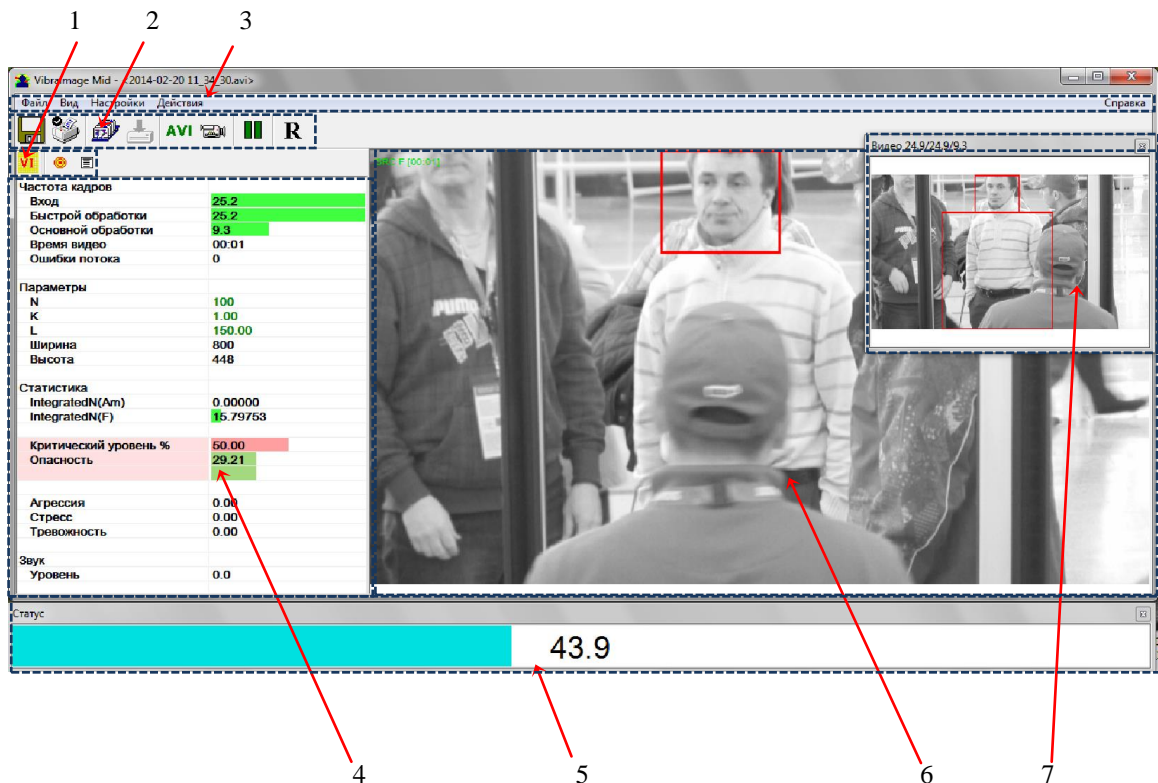 1 2 3
VibraImage Mid - <2014-02-20 11_34_30.avi>
Файл Вид Настройки Действия Справка
AVI R
V1
Видео 24.9/24.9/9.3
[00:01]
Частота кадров
Вход 25.2
Быстрой обработки 25.2
Основной обработки 9.3
Время видео 00:01
Ошибки потока 0
Параметры
N 100
K 1.00
L 150.00
Ширина 800
Высота 448
Статистика
IntegratedN(Am) 0.00000
IntegratedN(F) 15.79753
Критический уровень % 50.00
Опасность 29.21
Агрессия 0.00
Стресс 0.00
Тревожность 0.00
Звук
Уровень 0.0
PUMA
Статус
43.9
4 5 6 7